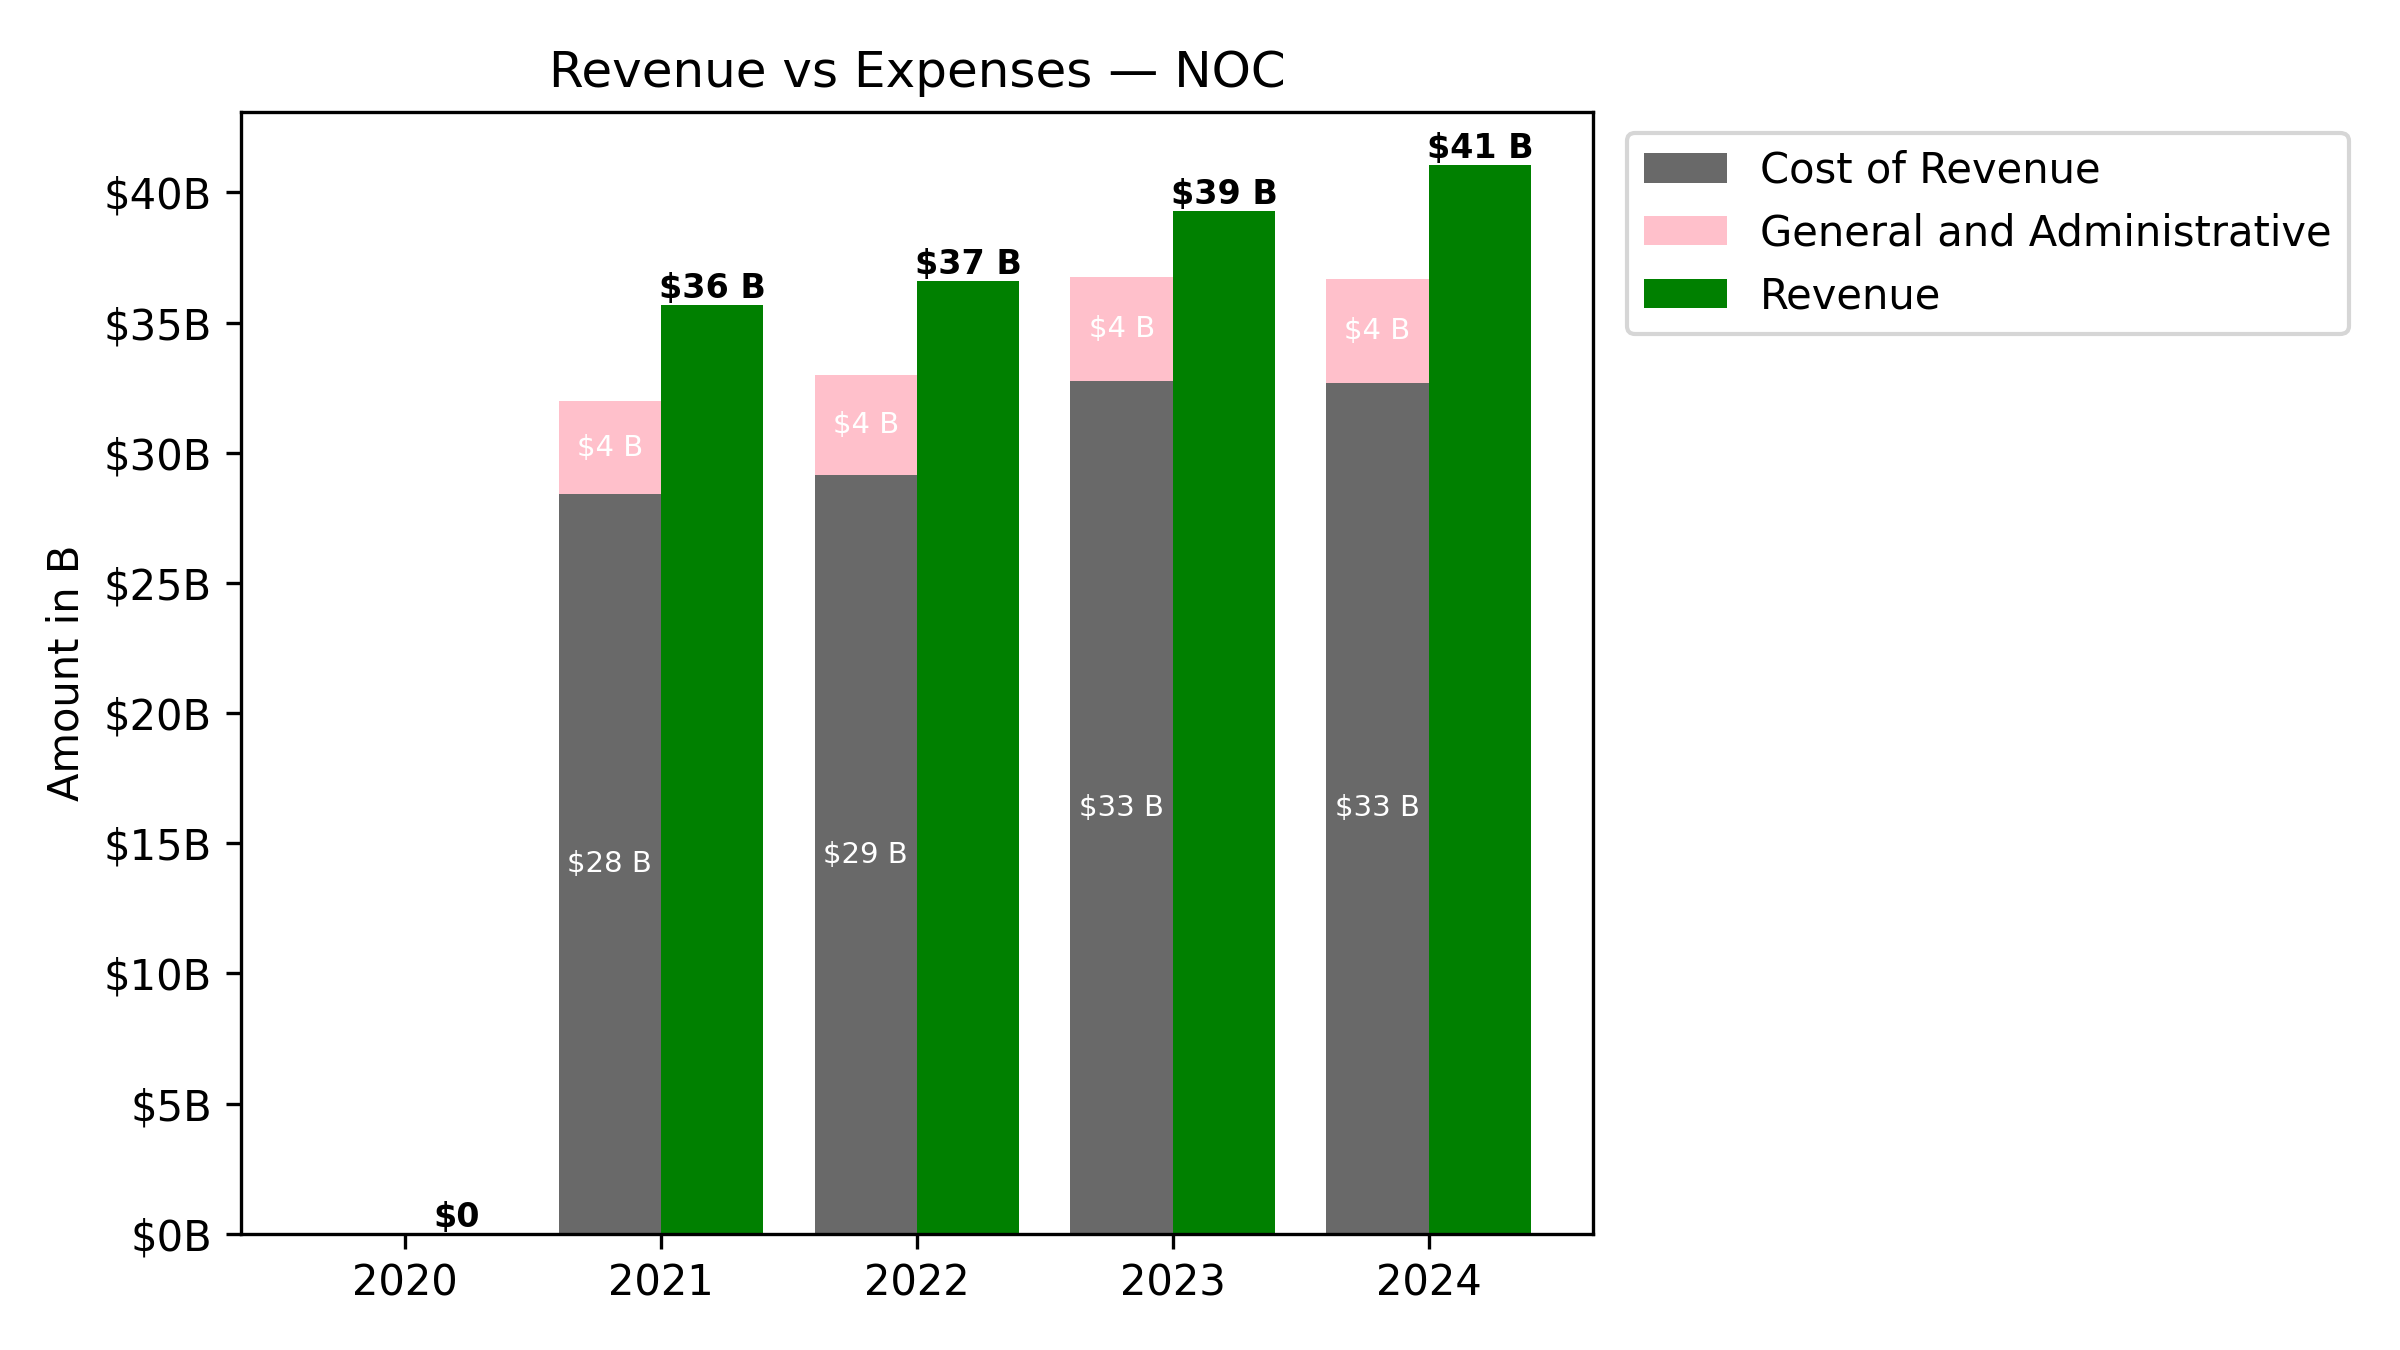 Revenue vs Expenses — NOC
Cost of Revenue
General and Administrative
Revenue
Amount in B
$40B
$35B
$30B
$25B
$20B
$15B
$10B
$5B
$0B
$41 B
$39 B
$37 B
$36 B
$4 B
$4 B
$4 B
$4 B
$28 B
$29 B
$33 B
$33 B
$0
2020
2021
2022
2023
2024